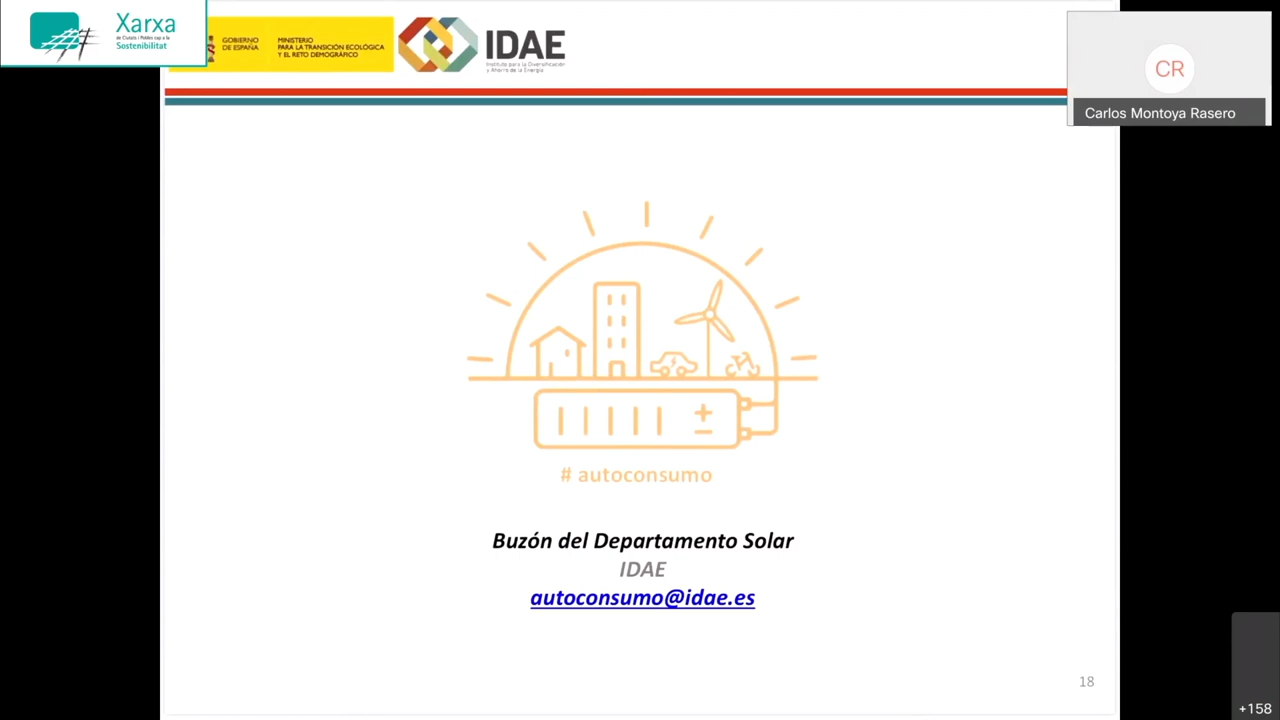 Xarxa
de Ciutats i Pobles cap a la
Sostenibilitat
GOBIERNO
DE ESPAÑA
MINISTERIO
PARA LA TRANSICIÓN ECOLÓGICA
Y EL RETO DEMOGRÁFICO
IDAE
Instituto para la Diversificación
y Ahorro de la Energía
CR
Carlos Montoya Rasero
# autoconsumo
Buzón del Departamento Solar
IDAE
autoconsumo@idae.es
18
+158